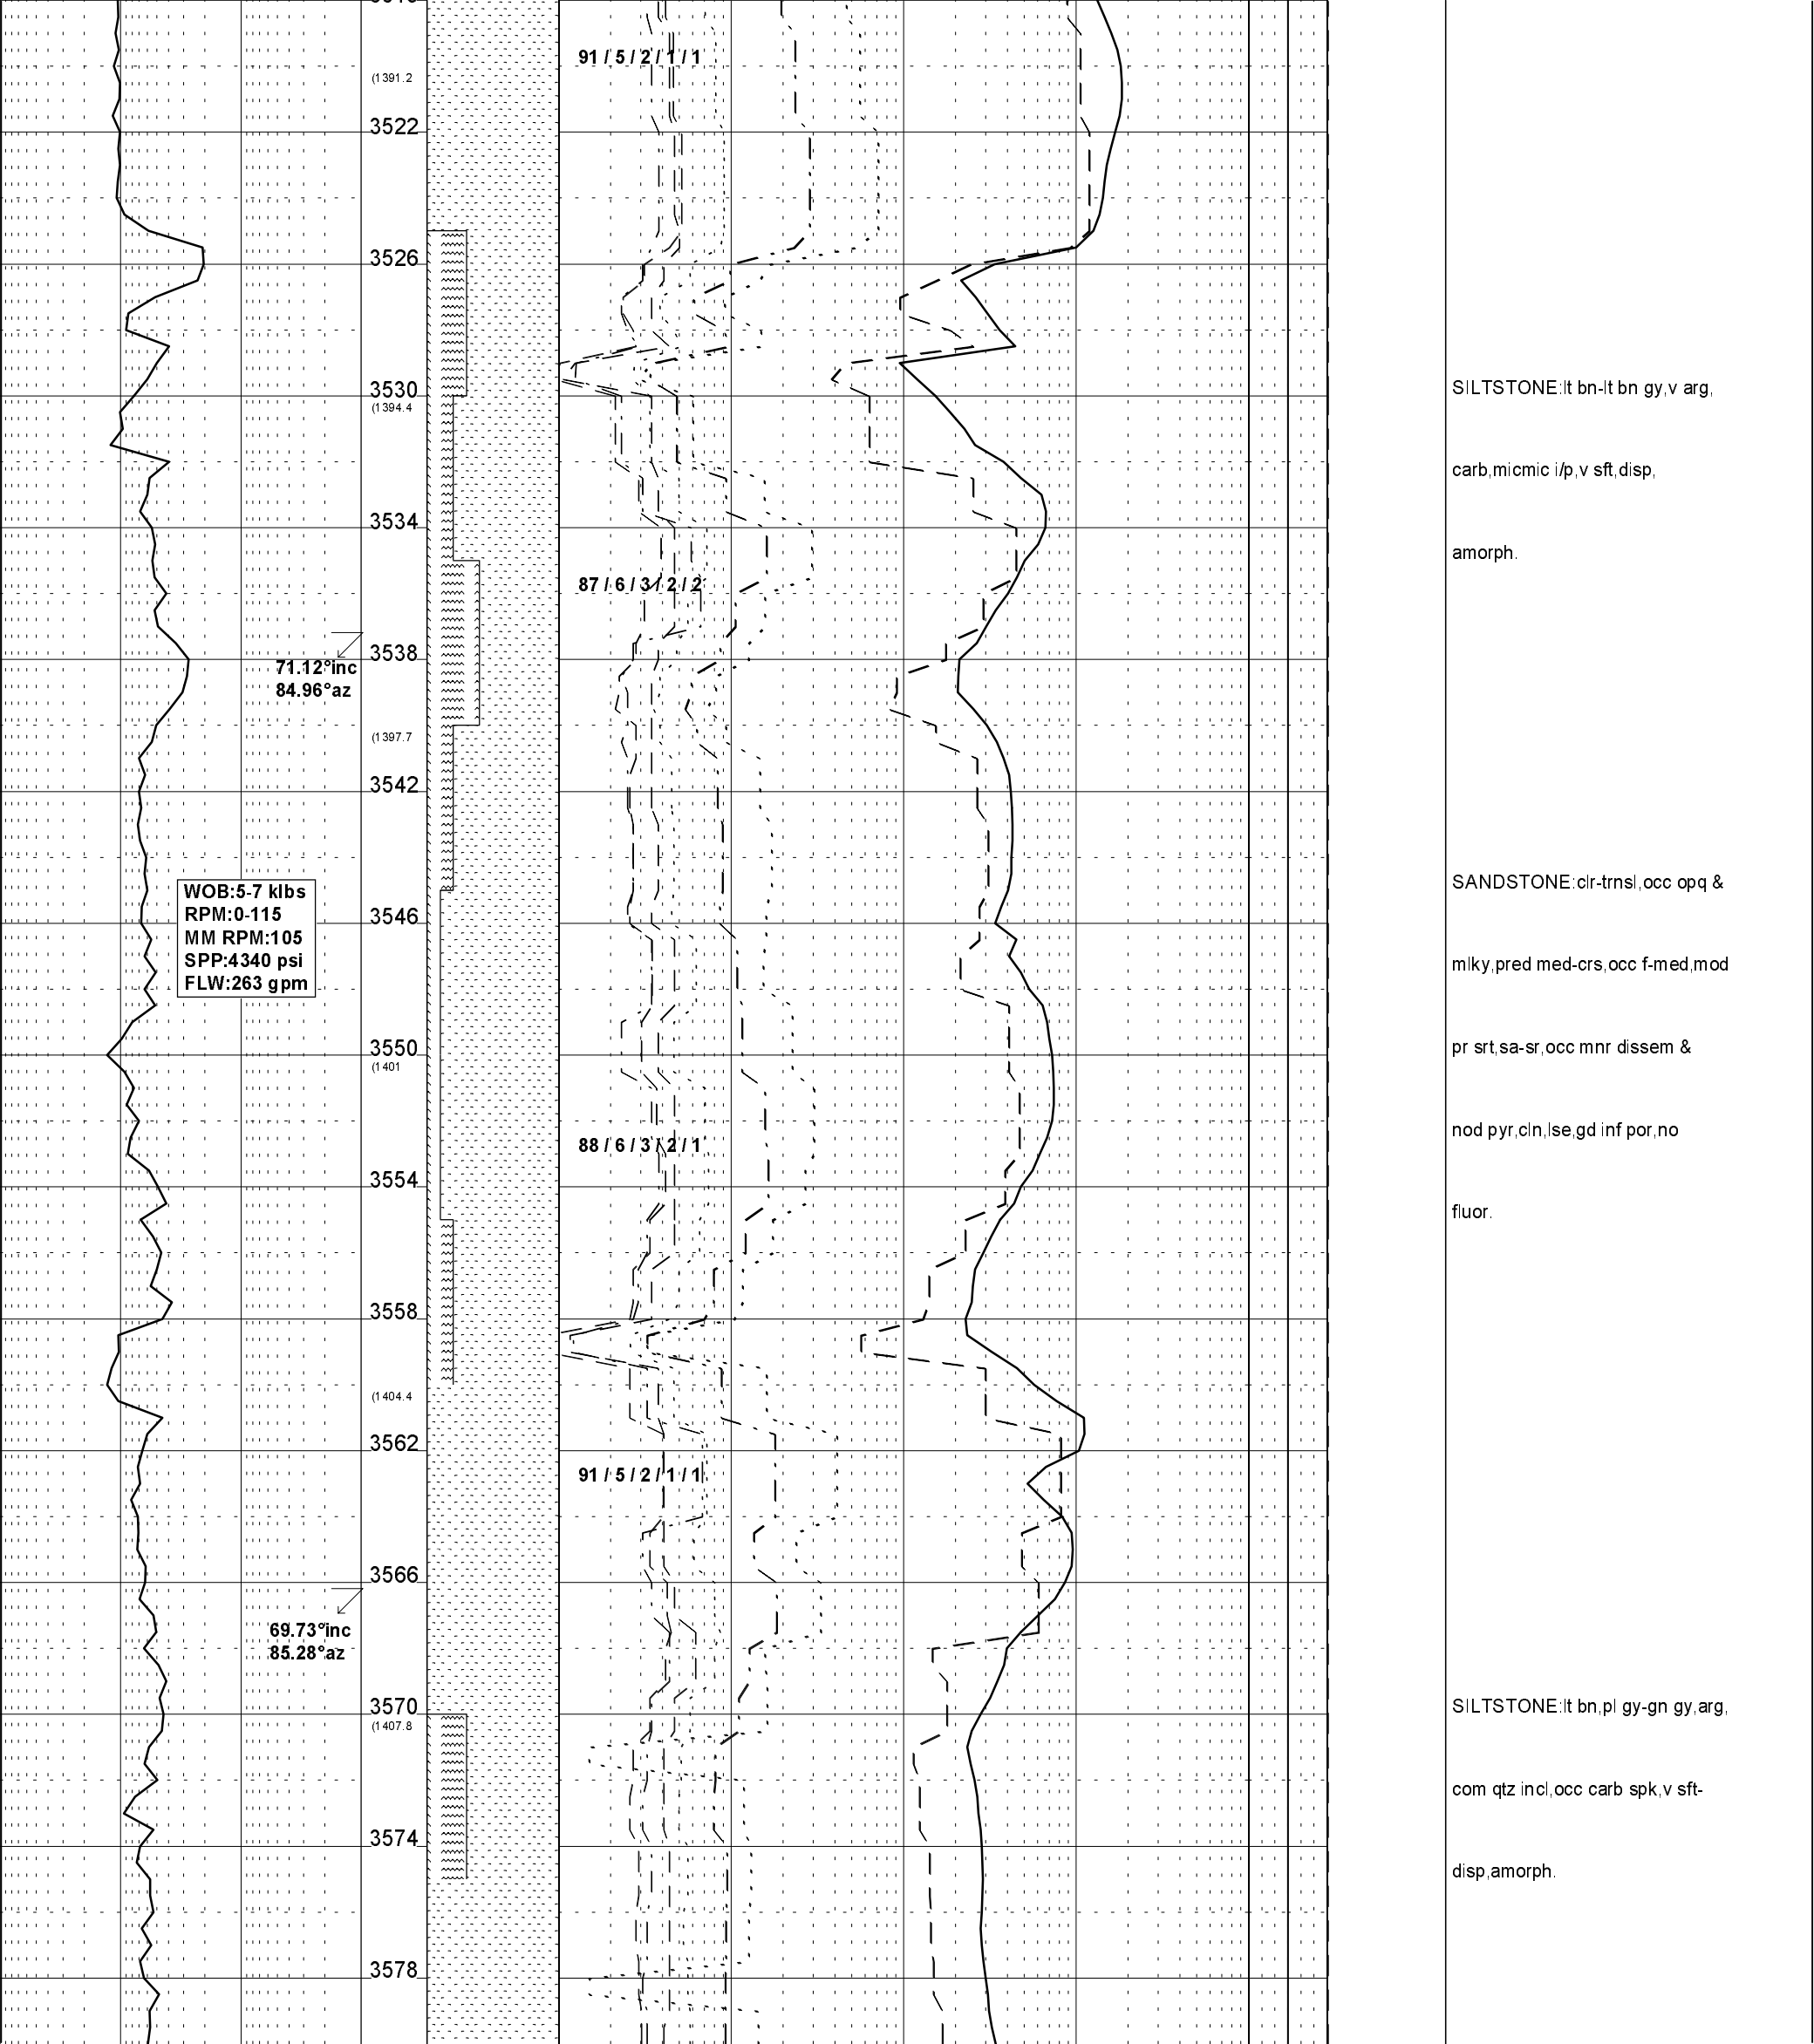 91 / 5 / 2 / 1 / 1
(1391.2
3522
3526
3530
(1394.4
SILTSTONE:lt bn-lt bn gy,v arg,
carb,micmic i/p,v sft,disp,
3534
amorph.
87 / 6 / 3 / 2 / 2
3538
71.12°inc
84.96°az
(1397.7
3542
WOB:5-7 klbs
RPM:0-115
MM RPM:105
SPP:4340 psi
FLW:263 gpm
SANDSTONE:clr-trnsl,occ opq &
3546
mlky,pred med-crs,occ f-med,mod
3550
(1401
pr srt,sa-sr,occ mnr dissem &
nod pyr,cln,lse,gd inf por,no
88 / 6 / 3 / 2 / 1
3554
fluor.
3558
(1404.4
3562
91 / 5 / 2 / 1 / 1
3566
69.73°inc
85.28°az
3570
(1407.8
SILTSTONE:lt bn,pl gy-gn gy,arg,
com qtz incl,occ carb spk,v sft-
3574
disp,amorph.
3578